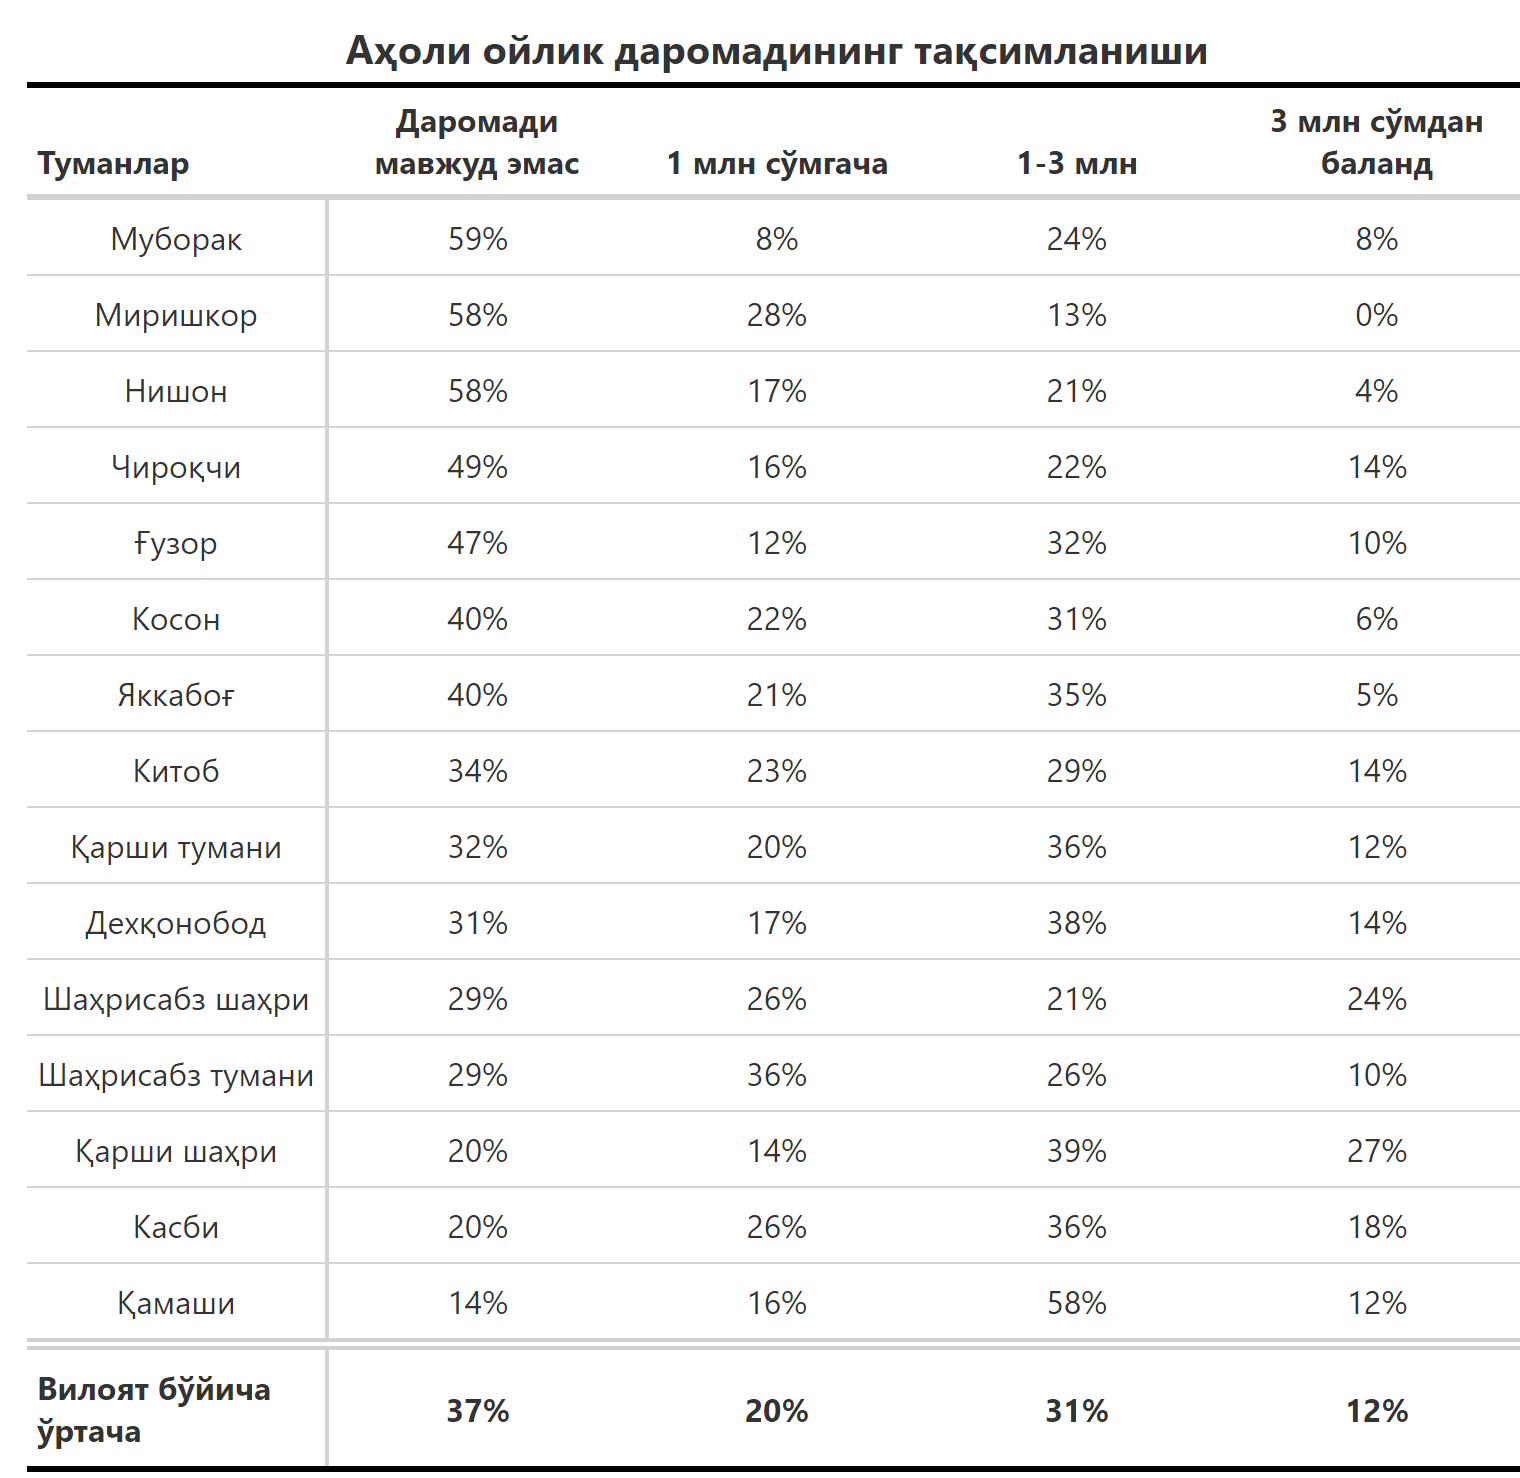 Аҳоли ойлик даромадининг тақсимланиши
Туманлар Даромади мавжуд эмас 1 млн сўмгача 1-3 млн 3 млн сўмдан баланд
Муборак 59% 8% 24% 8%
Миришкор 58% 28% 13% 0%
Нишон 58% 17% 21% 4%
Чироқчи 49% 16% 22% 14%
Ғузор 47% 12% 32% 10%
Косон 40% 22% 31% 6%
Яккабоғ 40% 21% 35% 5%
Китоб 34% 23% 29% 14%
Қарши тумани 32% 20% 36% 12%
Дехқонобод 31% 17% 38% 14%
Шаҳрисабз шаҳри 29% 26% 21% 24%
Шаҳрисабз тумани 29% 36% 26% 10%
Қарши шаҳри 20% 14% 39% 27%
Касби 20% 26% 36% 18%
Қамаши 14% 16% 58% 12%
Вилоят бўйича ўртача 37% 20% 31% 12%